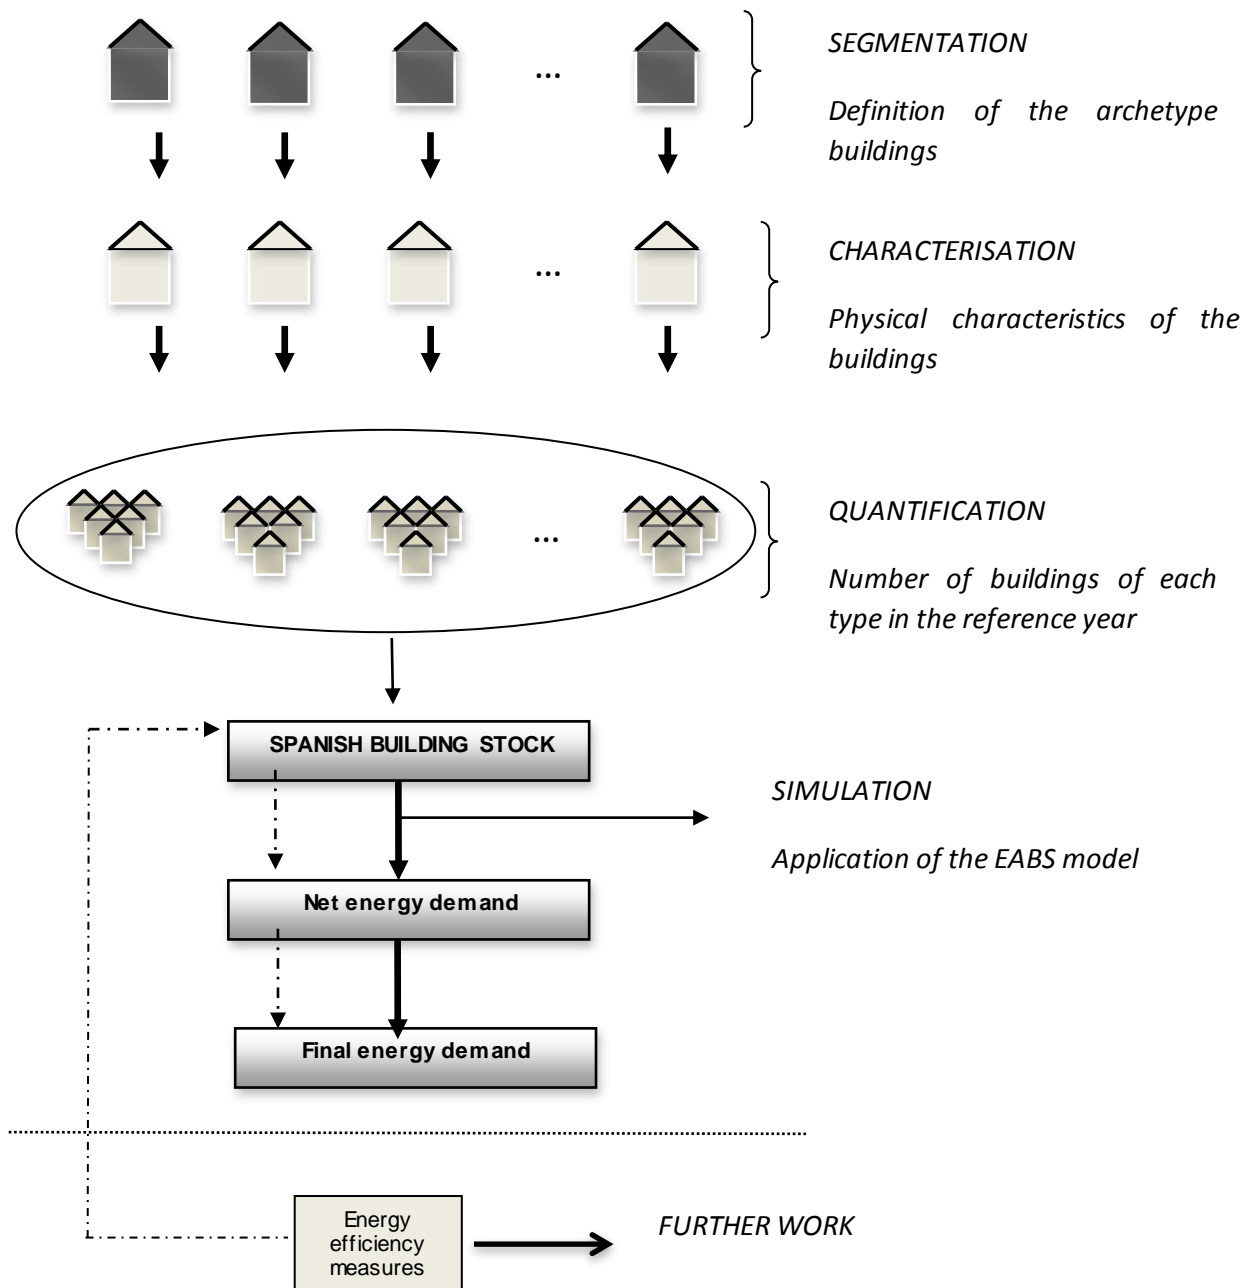 ...
SEGMENTATION
Definition of the archetype
buildings
...
CHARACTERISATION
Physical characteristics of the
buildings
...
QUANTIFICATION
Number of buildings of each
type in the reference year
SPANISH BUILDING STOCK
SIMULATION
Application of the EABS model
Net energy demand
Final energy demand
Energy
efficiency
measures
FURTHER WORK